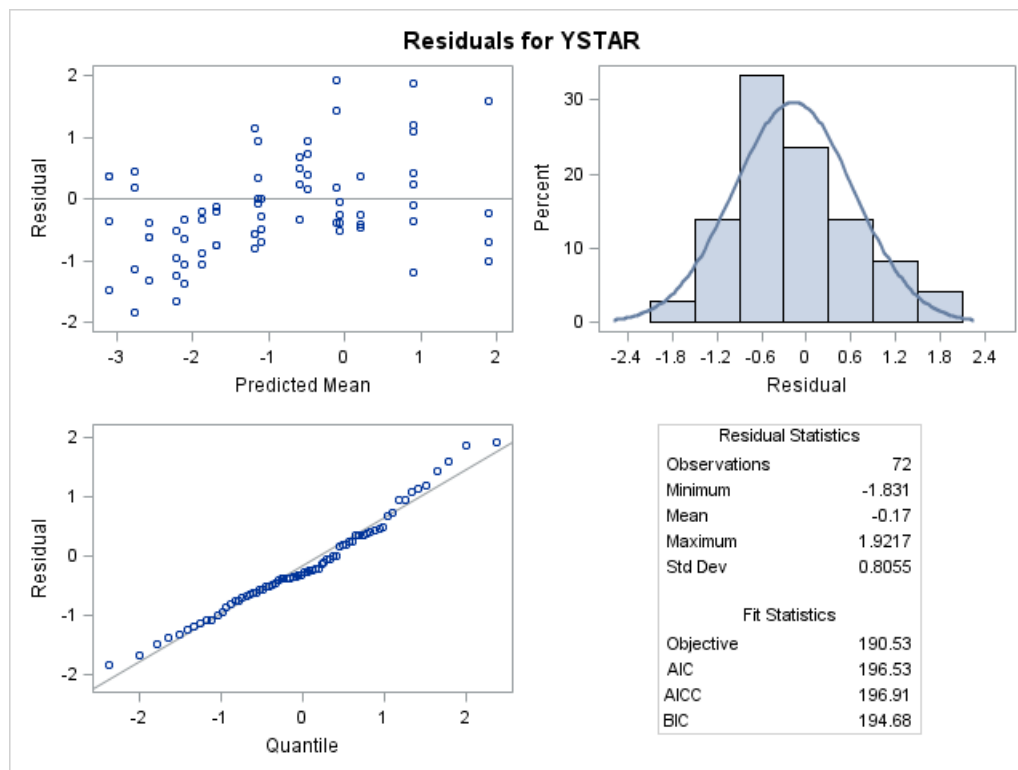 Residuals for YSTAR
Residual
2
1
0
-1
-2
-3
-2
-1
0
1
2
Predicted Mean
Percent
30
20
10
0
-2.4
-1.8
-1.2
-0.6
0
0.6
1.2
1.8
2.4
Residual
Residual
2
1
0
-1
-2
-2
-1
0
1
2
Quantile
Residual Statistics
Observations 72
Minimum -1.831
Mean -0.17
Maximum 1.9217
Std Dev 0.8055
Fit Statistics
Objective 190.53
AIC 196.53
AICC 196.91
BIC 194.68